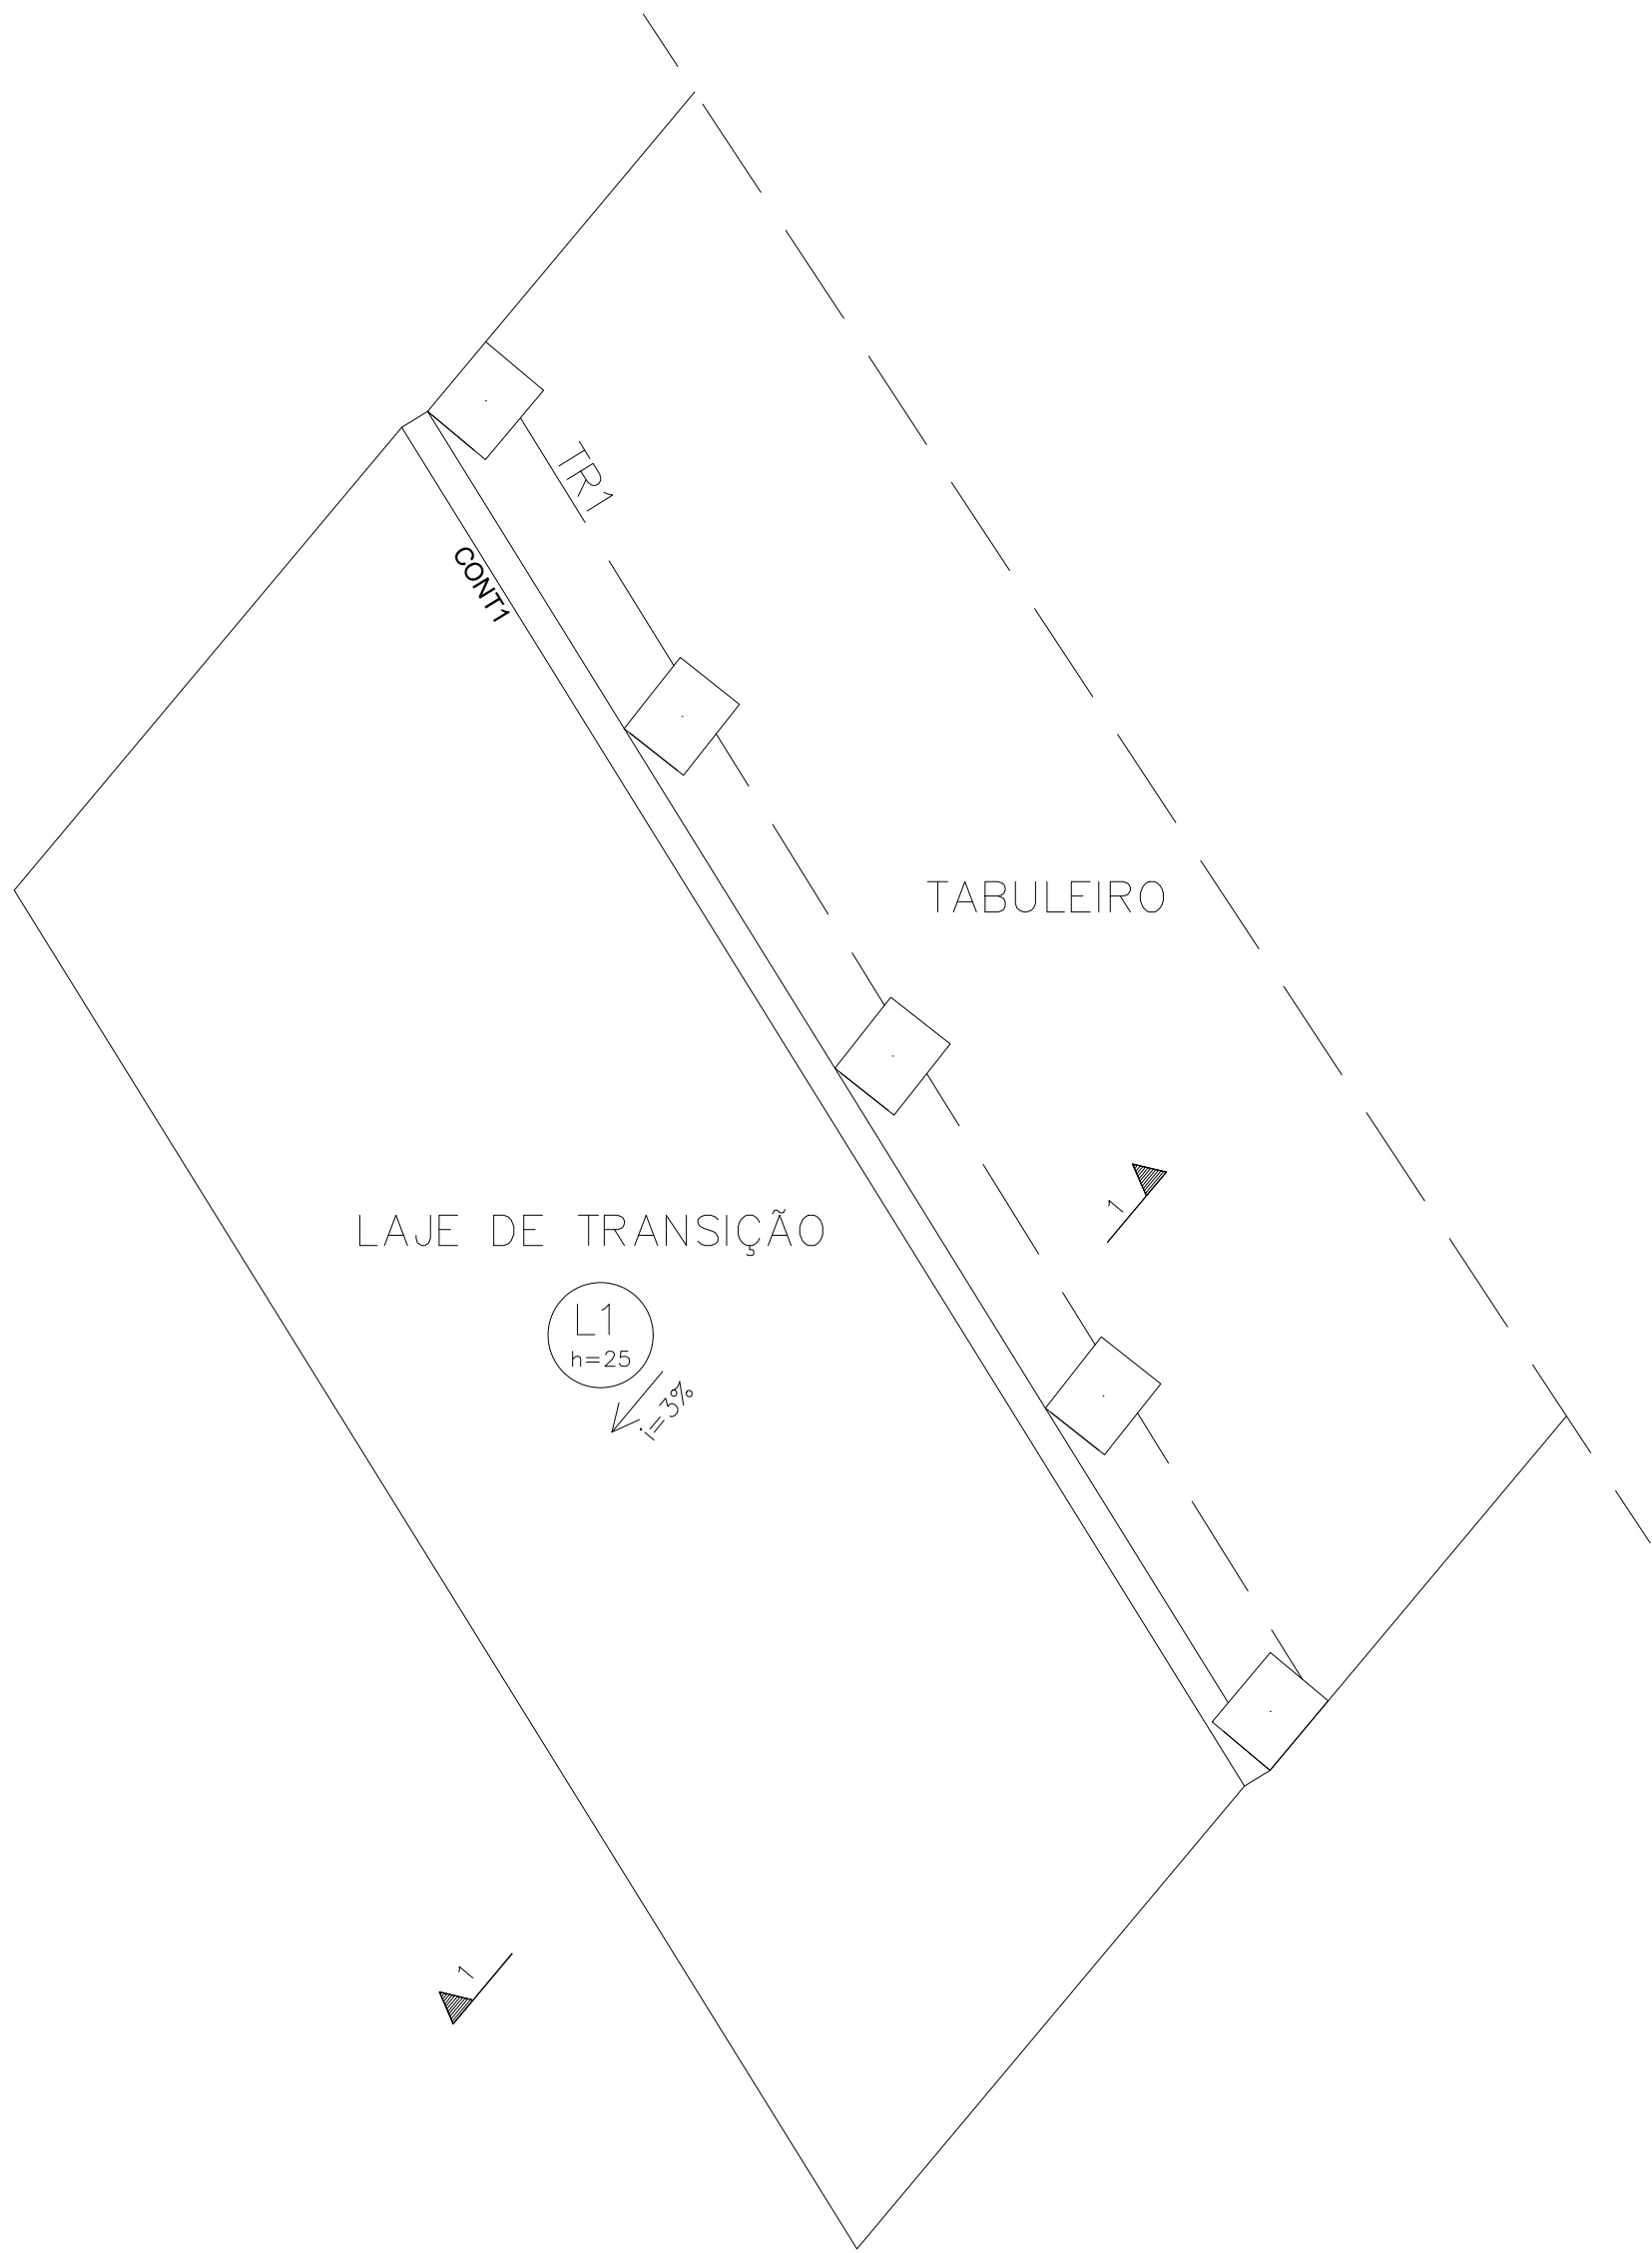 TR1
CONT1
TABULEIRO
1
LAJE DE TRANSIÇÃO
L1
h=25
i=3%
1